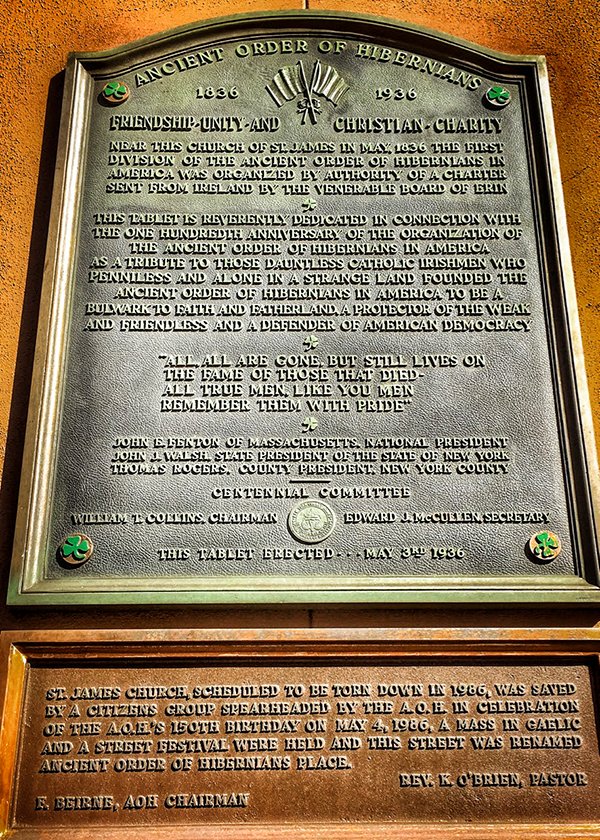 ANCIENT ORDER OF HIBERNIANS
1836 1936
FRIENDSHIP-UNITY-AND CHRISTIAN-CHARITY
NEAR THIS CHURCH OF ST. JAMES IN MAY, 1836 THE FIRST
DIVISION OF THE ANCIENT ORDER OF HIBERNIANS IN
AMERICA WAS ORGANIZED BY AUTHORITY OF A CHARTER
SENT FROM IRELAND BY THE VENERABLE BOARD OF ERIN
THIS TABLET IS REVERENTLY DEDICATED IN CONNECTION WITH
THE ONE HUNDREDTH ANNIVERSARY OF THE ORGANIZATION OF
THE ANCIENT ORDER OF HIBERNIANS IN AMERICA
AS A TRIBUTE TO THOSE DAUNTLESS CATHOLIC IRISHMEN WHO
PENNILESS AND ALONE IN A STRANGE LAND FOUNDED THE
ANCIENT ORDER OF HIBERNIANS IN AMERICA TO BE A
BULWARK TO FAITH AND FATHERLAND, A PROTECTOR OF THE WEAK
AND FRIENDLESS AND A DEFENDER OF AMERICAN DEMOCRACY
"ALL, ALL ARE GONE, BUT STILL LIVES ON
THE FAME OF THOSE THAT DIED-
ALL TRUE MEN, LIKE YOU MEN
REMEMBER THEM WITH PRIDE"
JOHN E. FENTON OF MASSACHUSETTS, NATIONAL PRESIDENT
JOHN J. WALSH, STATE PRESIDENT OF THE STATE OF NEW YORK
THOMAS ROGERS, COUNTY PRESIDENT, NEW YORK COUNTY
CENTENNIAL COMMITTEE
WILLIAM T. COLLINS, CHAIRMAN EDWARD J. McCULLEN, SECRETARY
THIS TABLET ERECTED - - - MAY 3RD 1936
ST. JAMES CHURCH, SCHEDULED TO BE TORN DOWN IN 1986, WAS SAVED
BY A CITIZENS GROUP SPEARHEADED BY THE A.O.H. IN CELEBRATION
OF THE A.O.H.'S 150TH BIRTHDAY ON MAY 4, 1986, A MASS IN GAELIC
AND A STREET FESTIVAL WERE HELD AND THIS STREET WAS RENAMED
ANCIENT ORDER OF HIBERNIANS PLACE.
REV. K. O'BRIEN, PASTOR
F. BEIRNE, AOH CHAIRMAN